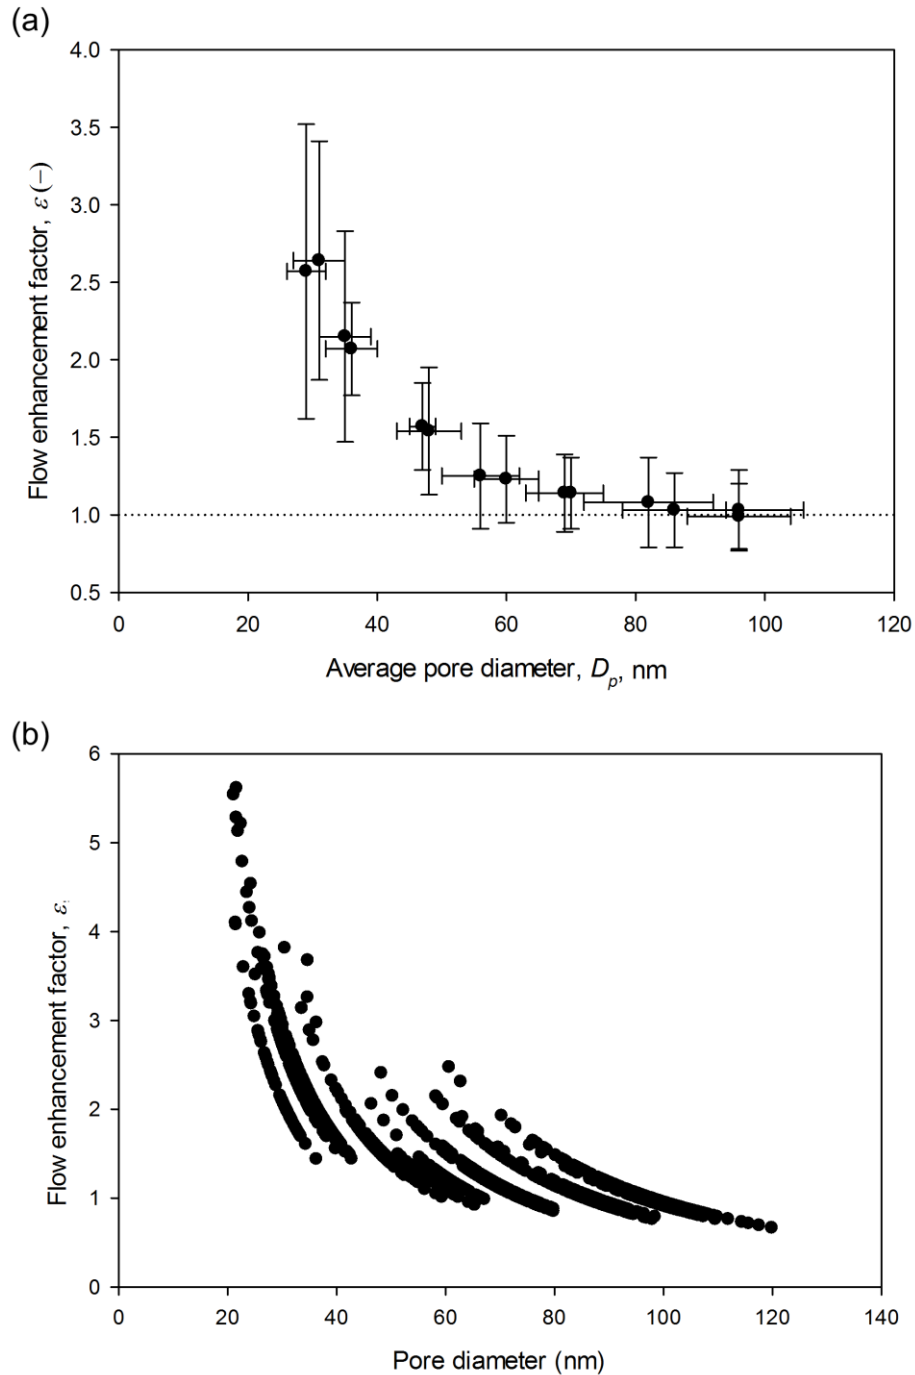 (a)
4.0
3.5
3.0
2.5
2.0
1.5
1.0
0.5
Flow enhancement factor, ε (−)
0 20 40 60 80 100 120
Average pore diameter, Dp, nm
(b)
6
5
4
3
2
1
0
Flow enhancement factor, ε
0 20 40 60 80 100 120 140
Pore diameter (nm)